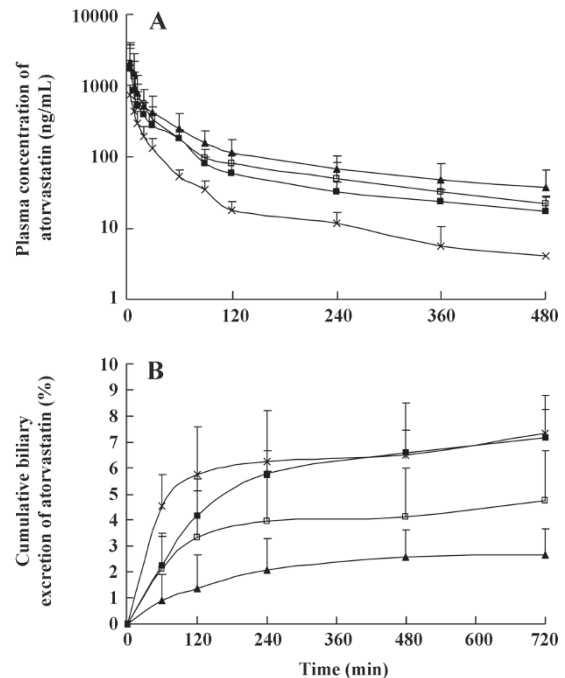 A
Plasma concentration of
atorvastatin (ng/mL)
10000
1000
100
10
1
0 120 240 360 480
B
Cumulative biliary
excretion of atorvastatin (%)
10
9
8
7
6
5
4
3
2
1
0
0 120 240 360 480 600 720
Time (min)